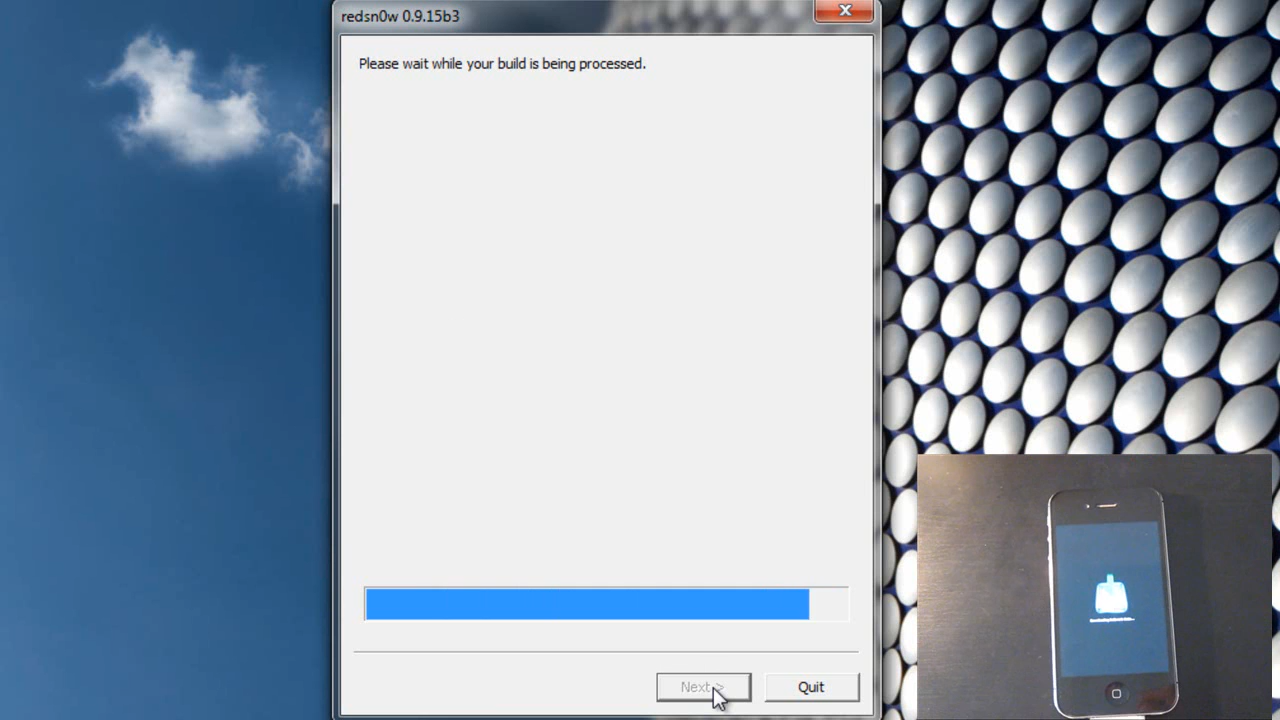 redsn0w 0.9.15b3
Please wait while your build is being processed.
Next >
Quit